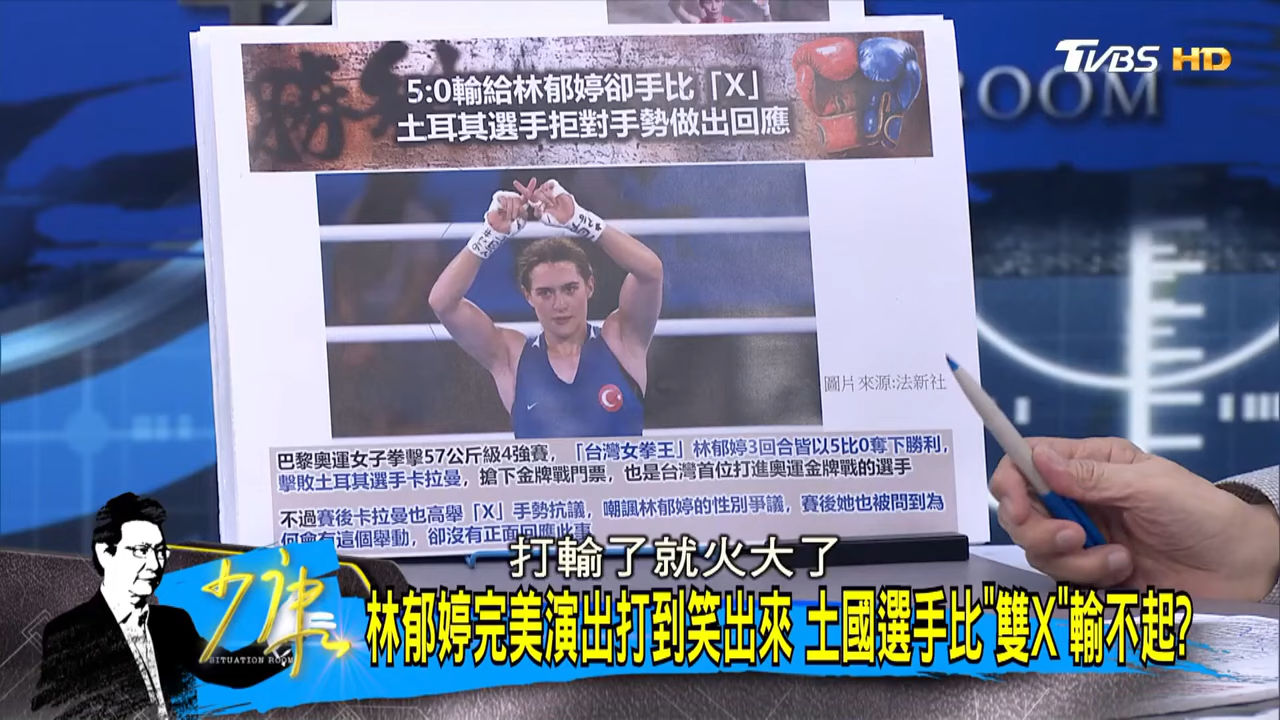 TVBS HD
ROOM
5:0輸給林郁婷卻手比「X」
土耳其選手拒對手勢做出回應
圖片來源:法新社
巴黎奧運女子拳擊57公斤級4強賽，「台灣女拳王」林郁婷3回合皆以5比0奪下勝利，
擊敗土耳其選手卡拉曼，搶下金牌戰門票，也是台灣首位打進奧運金牌戰的選手
不過賽後卡拉曼也高舉「X」手勢抗議，嘲諷林郁婷的性別爭議，賽後她也被問到為
何會有這個舉動，卻沒有正面回應此事
打輸了就火大了
少康
SITUATION ROOM
林郁婷完美演出打到笑出來 土國選手比"雙X"輸不起?